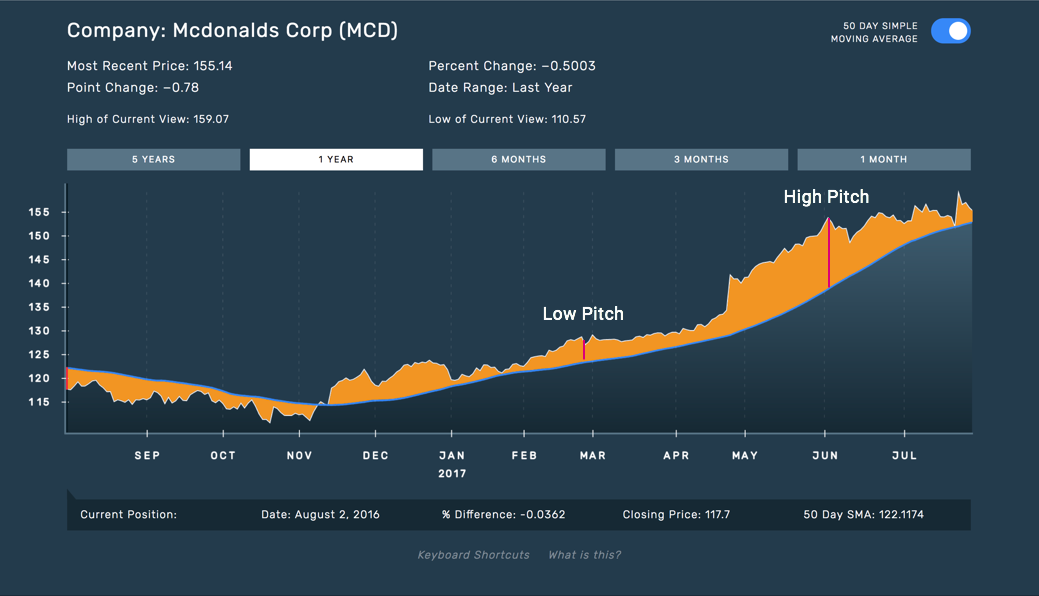 Company: Mcdonalds Corp (MCD)
50 DAY SIMPLE
MOVING AVERAGE
Most Recent Price: 155.14
Percent Change: −0.5003
Point Change: −0.78
Date Range: Last Year
High of Current View: 159.07
Low of Current View: 110.57
5 YEARS
1 YEAR
6 MONTHS
3 MONTHS
1 MONTH
High Pitch
Low Pitch
155
150
145
140
135
130
125
120
115
SEP OCT NOV DEC JAN FEB MAR APR MAY JUN JUL
2017
Current Position:
Date: August 2, 2016
% Difference: -0.0362
Closing Price: 117.7
50 Day SMA: 122.1174
Keyboard Shortcuts
What is this?